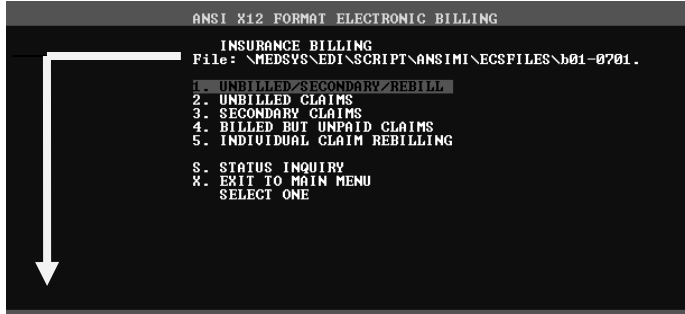 ANSI X12 FORMAT ELECTRONIC BILLING
INSURANCE BILLING
File: \MEDSYS\EDI\SCRIPT\ANSIMI\ECSFILES\b01-0701.
1. UNBILLED/SECONDARY/REBILL
2. UNBILLED CLAIMS
3. SECONDARY CLAIMS
4. BILLED BUT UNPAID CLAIMS
5. INDIVIDUAL CLAIM REBILLING
S. STATUS INQUIRY
X. EXIT TO MAIN MENU
SELECT ONE